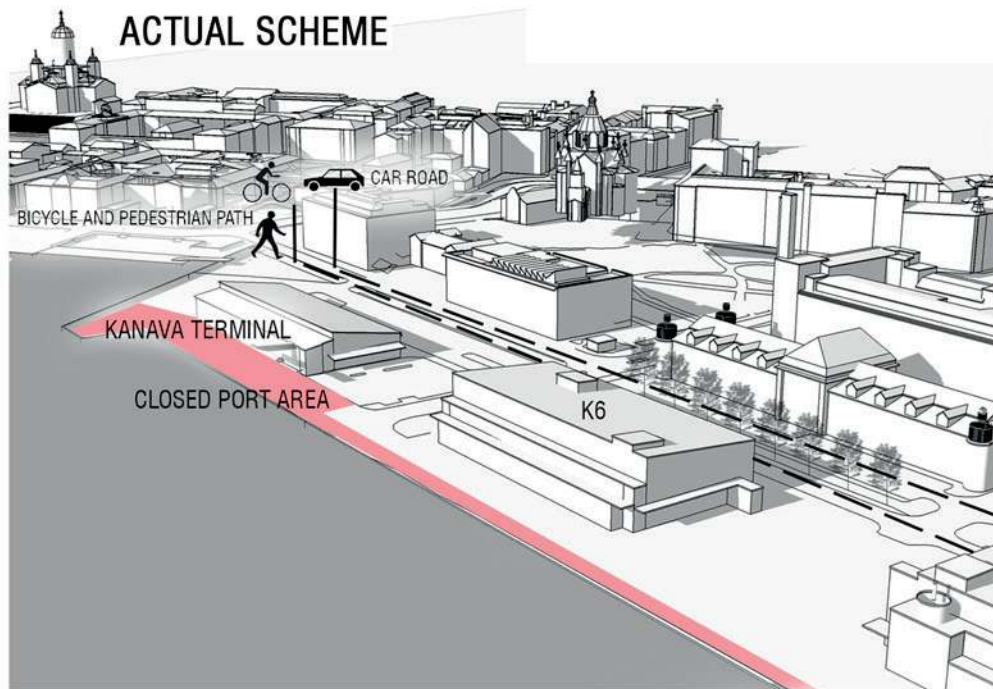 ACTUAL SCHEME
CAR ROAD
BICYCLE AND PEDESTRIAN PATH
KANAVA TERMINAL
CLOSED PORT AREA
K6